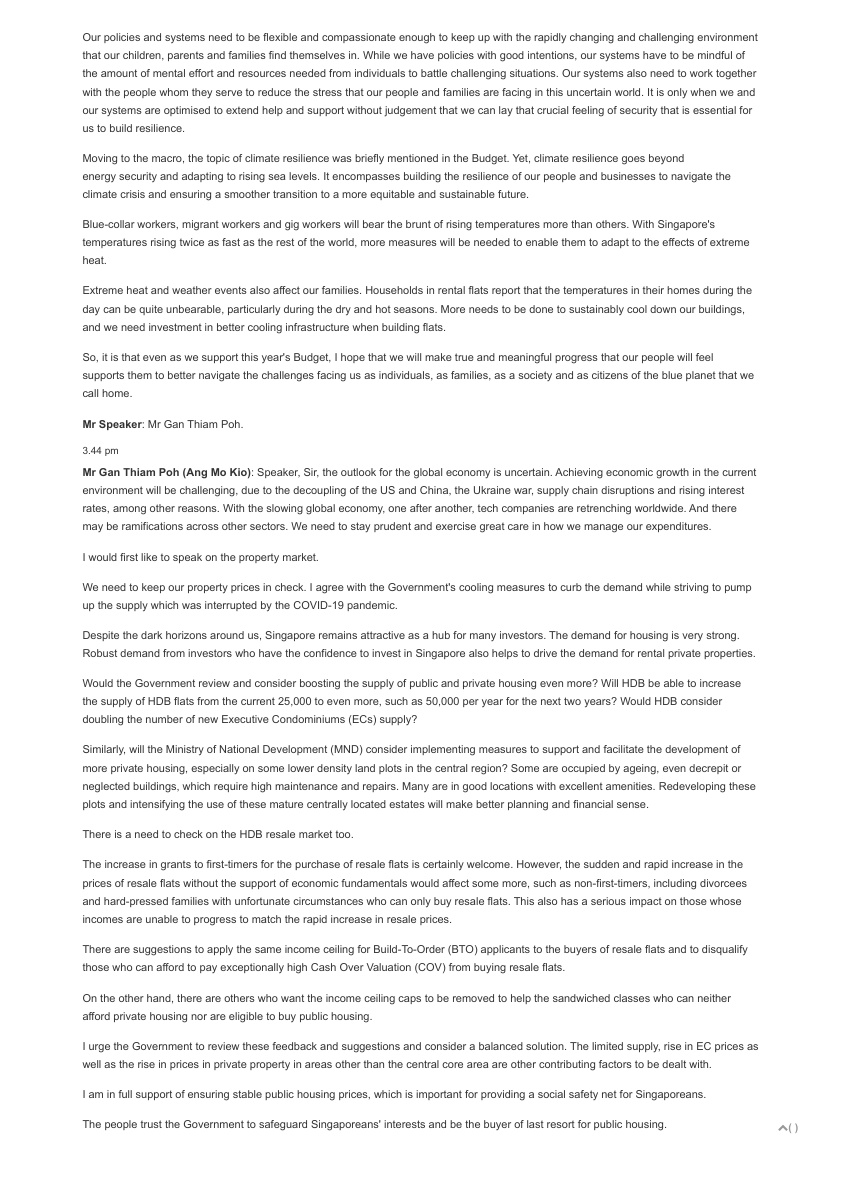 Our policies and systems need to be flexible and compassionate enough to keep up with the rapidly changing and challenging environment
that our children, parents and families find themselves in. While we have policies with good intentions, our systems have to be mindful of
the amount of mental effort and resources needed from individuals to battle challenging situations. Our systems also need to work together
with the people whom they serve to reduce the stress that our people and families are facing in this uncertain world. It is only when we and
our systems are optimised to extend help and support without judgement that we can lay that crucial feeling of security that is essential for
us to build resilience.
Moving to the macro, the topic of climate resilience was briefly mentioned in the Budget. Yet, climate resilience goes beyond
energy security and adapting to rising sea levels. It encompasses building the resilience of our people and businesses to navigate the
climate crisis and ensuring a smoother transition to a more equitable and sustainable future.
Blue-collar workers, migrant workers and gig workers will bear the brunt of rising temperatures more than others. With Singapore's
temperatures rising twice as fast as the rest of the world, more measures will be needed to enable them to adapt to the effects of extreme
heat.
Extreme heat and weather events also affect our families. Households in rental flats report that the temperatures in their homes during the
day can be quite unbearable, particularly during the dry and hot seasons. More needs to be done to sustainably cool down our buildings,
and we need investment in better cooling infrastructure when building flats.
So, it is that even as we support this year's Budget, I hope that we will make true and meaningful progress that our people will feel
supports them to better navigate the challenges facing us as individuals, as families, as a society and as citizens of the blue planet that we
call home.
Mr Speaker: Mr Gan Thiam Poh.
3.44 pm
Mr Gan Thiam Poh (Ang Mo Kio): Speaker, Sir, the outlook for the global economy is uncertain. Achieving economic growth in the current
environment will be challenging, due to the decoupling of the US and China, the Ukraine war, supply chain disruptions and rising interest
rates, among other reasons. With the slowing global economy, one after another, tech companies are retrenching worldwide. And there
may be ramifications across other sectors. We need to stay prudent and exercise great care in how we manage our expenditures.
I would first like to speak on the property market.
We need to keep our property prices in check. I agree with the Government's cooling measures to curb the demand while striving to pump
up the supply which was interrupted by the COVID-19 pandemic.
Despite the dark horizons around us, Singapore remains attractive as a hub for many investors. The demand for housing is very strong.
Robust demand from investors who have the confidence to invest in Singapore also helps to drive the demand for rental private properties.
Would the Government review and consider boosting the supply of public and private housing even more? Will HDB be able to increase
the supply of HDB flats from the current 25,000 to even more, such as 50,000 per year for the next two years? Would HDB consider
doubling the number of new Executive Condominiums (ECs) supply?
Similarly, will the Ministry of National Development (MND) consider implementing measures to support and facilitate the development of
more private housing, especially on some lower density land plots in the central region? Some are occupied by ageing, even decrepit or
neglected buildings, which require high maintenance and repairs. Many are in good locations with excellent amenities. Redeveloping these
plots and intensifying the use of these mature centrally located estates will make better planning and financial sense.
There is a need to check on the HDB resale market too.
The increase in grants to first-timers for the purchase of resale flats is certainly welcome. However, the sudden and rapid increase in the
prices of resale flats without the support of economic fundamentals would affect some more, such as non-first-timers, including divorcees
and hard-pressed families with unfortunate circumstances who can only buy resale flats. This also has a serious impact on those whose
incomes are unable to progress to match the rapid increase in resale prices.
There are suggestions to apply the same income ceiling for Build-To-Order (BTO) applicants to the buyers of resale flats and to disqualify
those who can afford to pay exceptionally high Cash Over Valuation (COV) from buying resale flats.
On the other hand, there are others who want the income ceiling caps to be removed to help the sandwiched classes who can neither
afford private housing nor are eligible to buy public housing.
I urge the Government to review these feedback and suggestions and consider a balanced solution. The limited supply, rise in EC prices as
well as the rise in prices in private property in areas other than the central core area are other contributing factors to be dealt with.
I am in full support of ensuring stable public housing prices, which is important for providing a social safety net for Singaporeans.
The people trust the Government to safeguard Singaporeans' interests and be the buyer of last resort for public housing.
( )